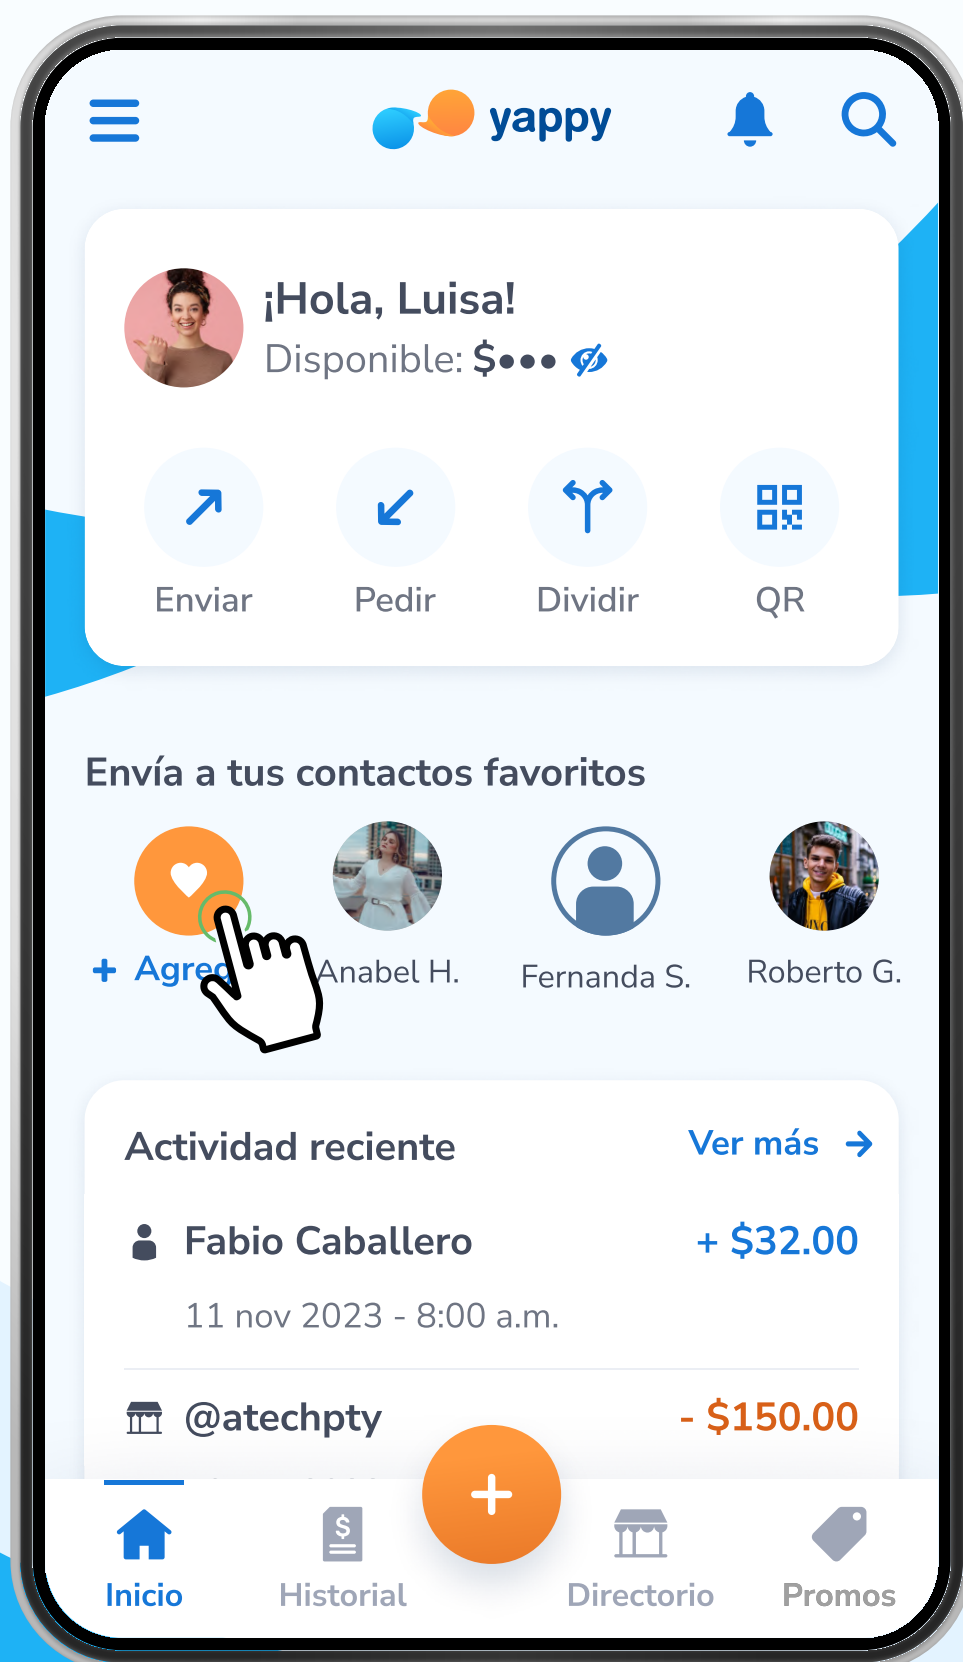 yappy
¡Hola, Luisa!
Disponible: $•••
Enviar Pedir Dividir QR
Envía a tus contactos favoritos
+ Anabel H. Fernanda S. Roberto G.
Actividad reciente Ver más →
Fabio Caballero + $32.00
11 nov 2023 - 8:00 a.m.
@atechpty - $150.00
Inicio Historial Directorio Promos